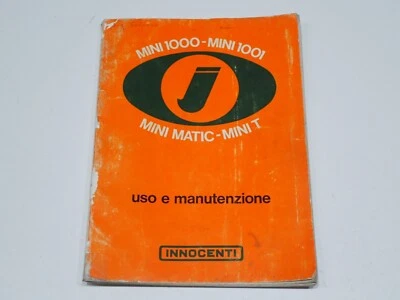 MINI 1000-MINI 1001
j
MINI MATIC-MINI T
uso e manutenzione
INNOCENTI